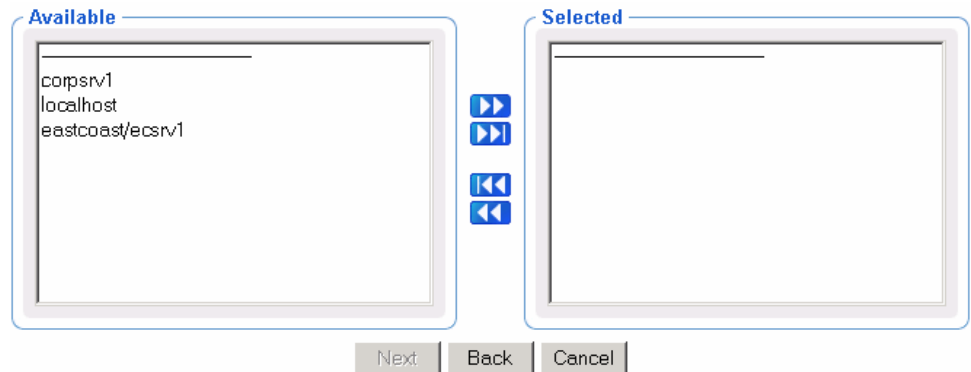 Available
Selected
corpsrv1
localhost
eastcoast/ecsrv1
Next
Back
Cancel